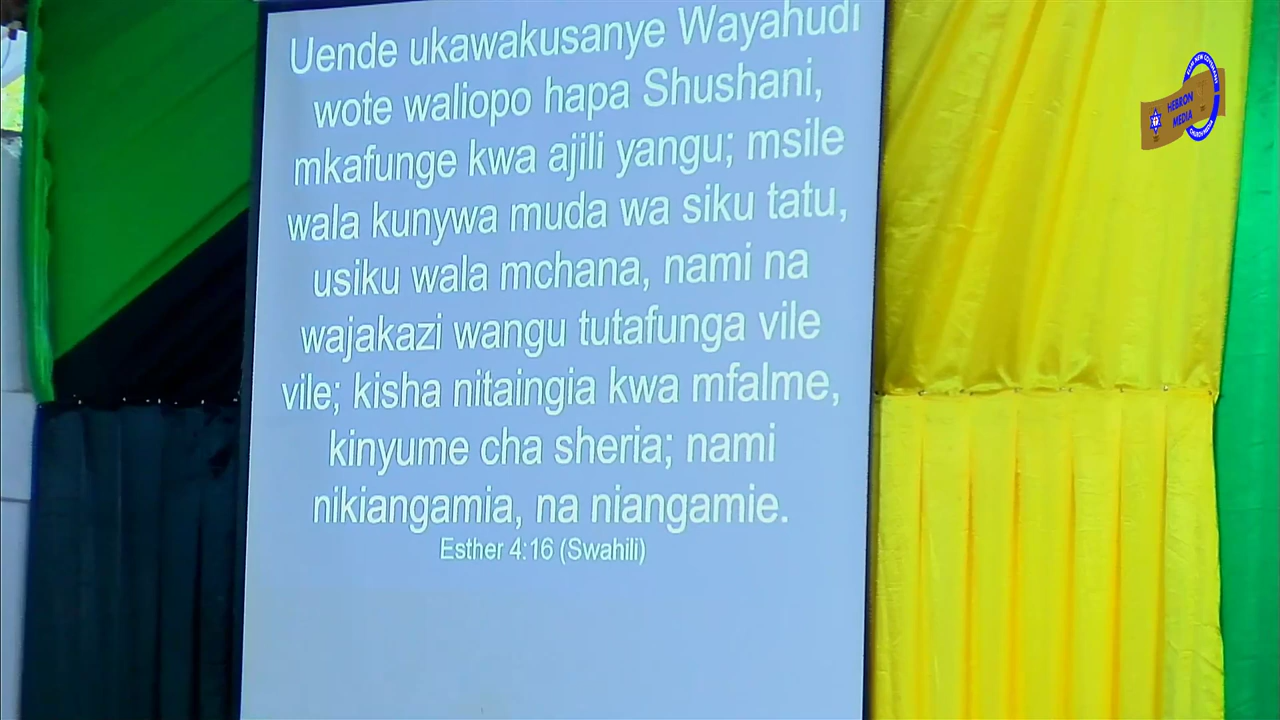 Uende ukawakusanye Wayahudi
wote waliopo hapa Shushani,
mkafunge kwa ajili yangu; msile
wala kunywa muda wa siku tatu,
usiku wala mchana, nami na
wajakazi wangu tutafunga vile
vile; kisha nitaingia kwa mfalme,
kinyume cha sheria; nami
nikiangamia, na niangamie.
Esther 4:16 (Swahili)
HEBRON
MEDIA